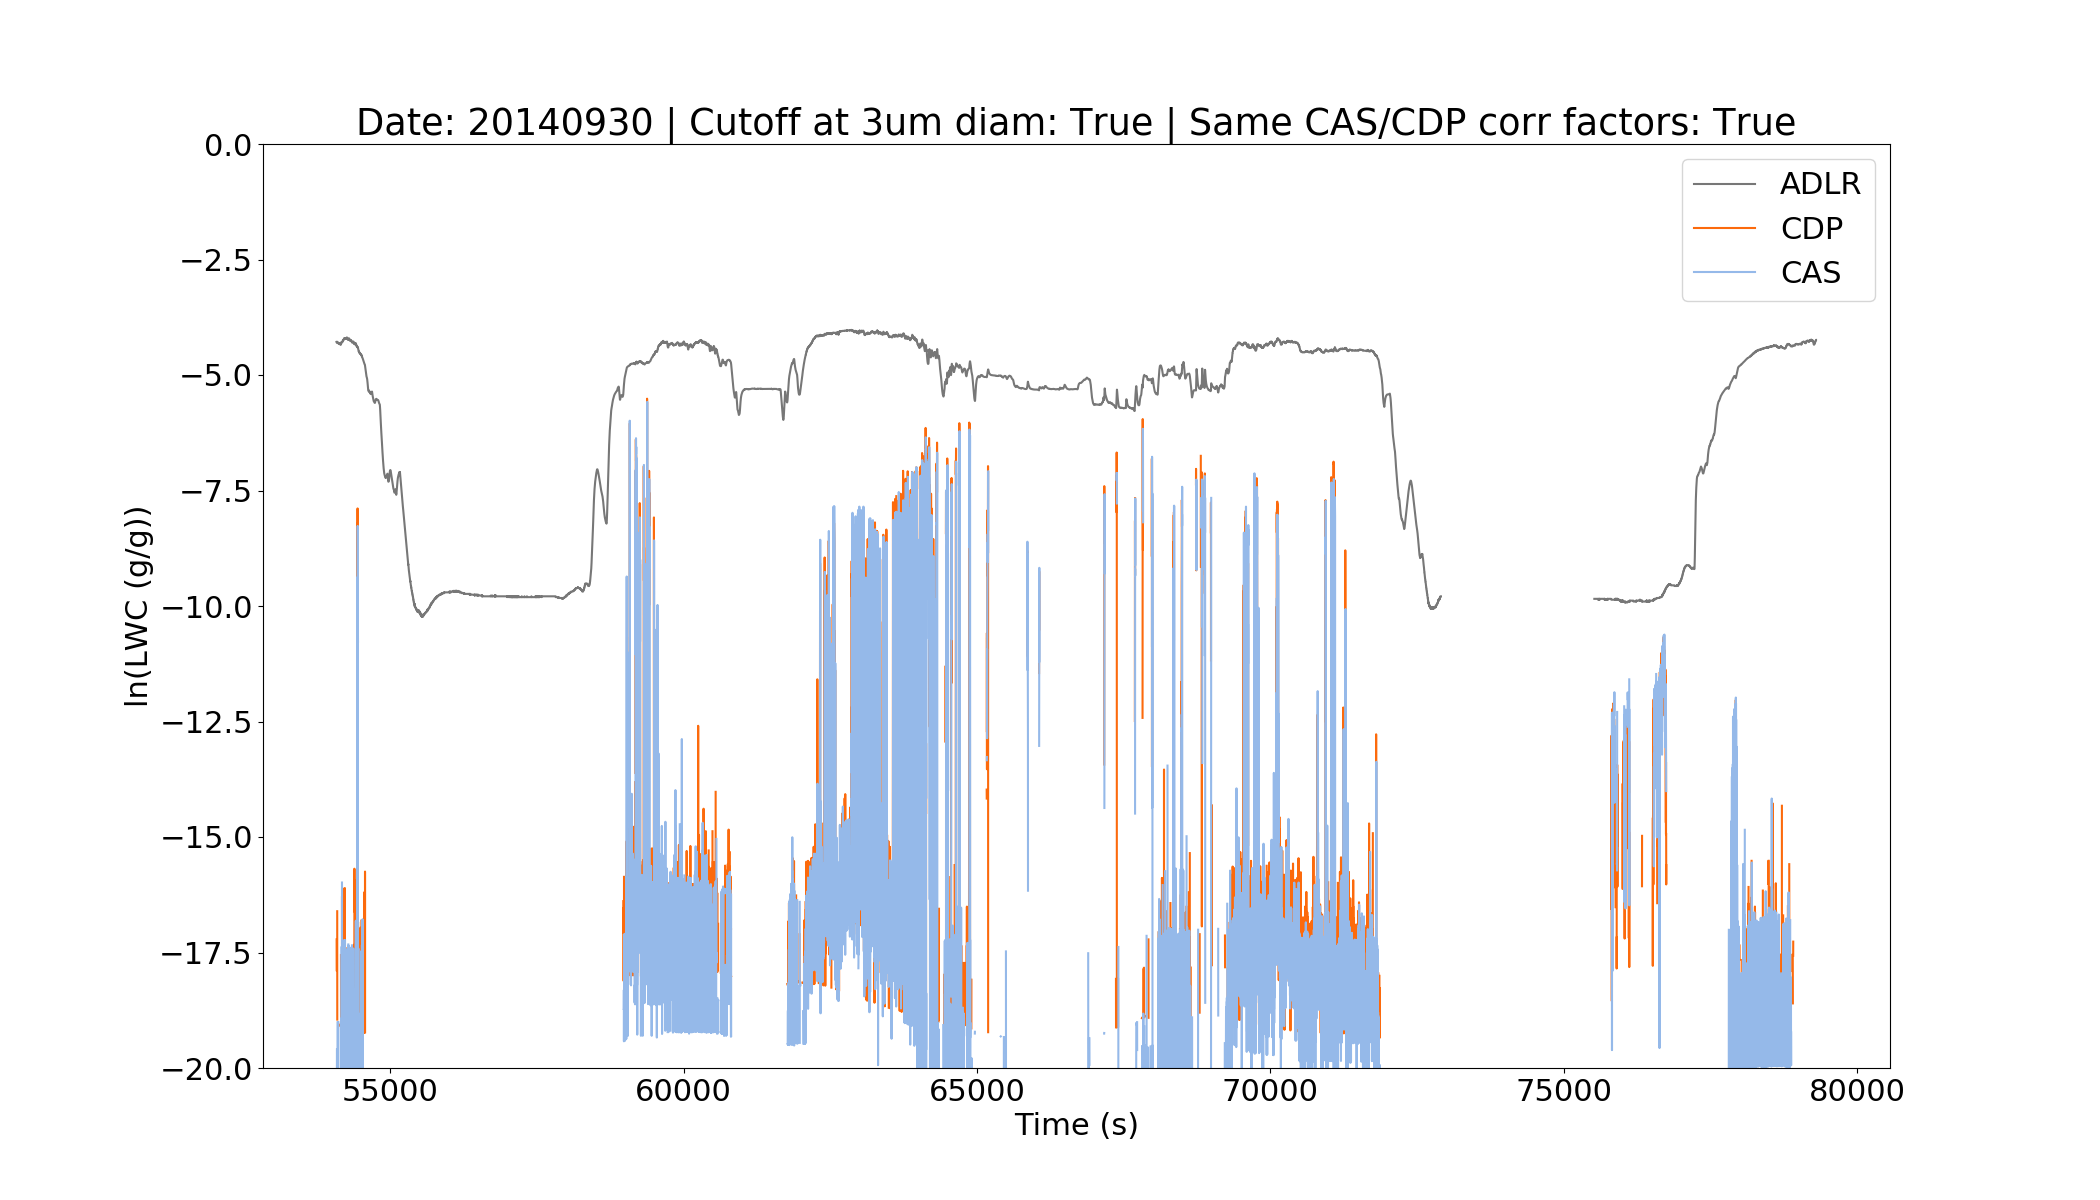 Date: 20140930 | Cutoff at 3um diam: True | Same CAS/CDP corr factors: True
0.0
−2.5
−5.0
−7.5
−10.0
−12.5
−15.0
−17.5
−20.0
ln(LWC (g/g))
ADLR
CDP
CAS
55000 60000 65000 70000 75000 80000
Time (s)